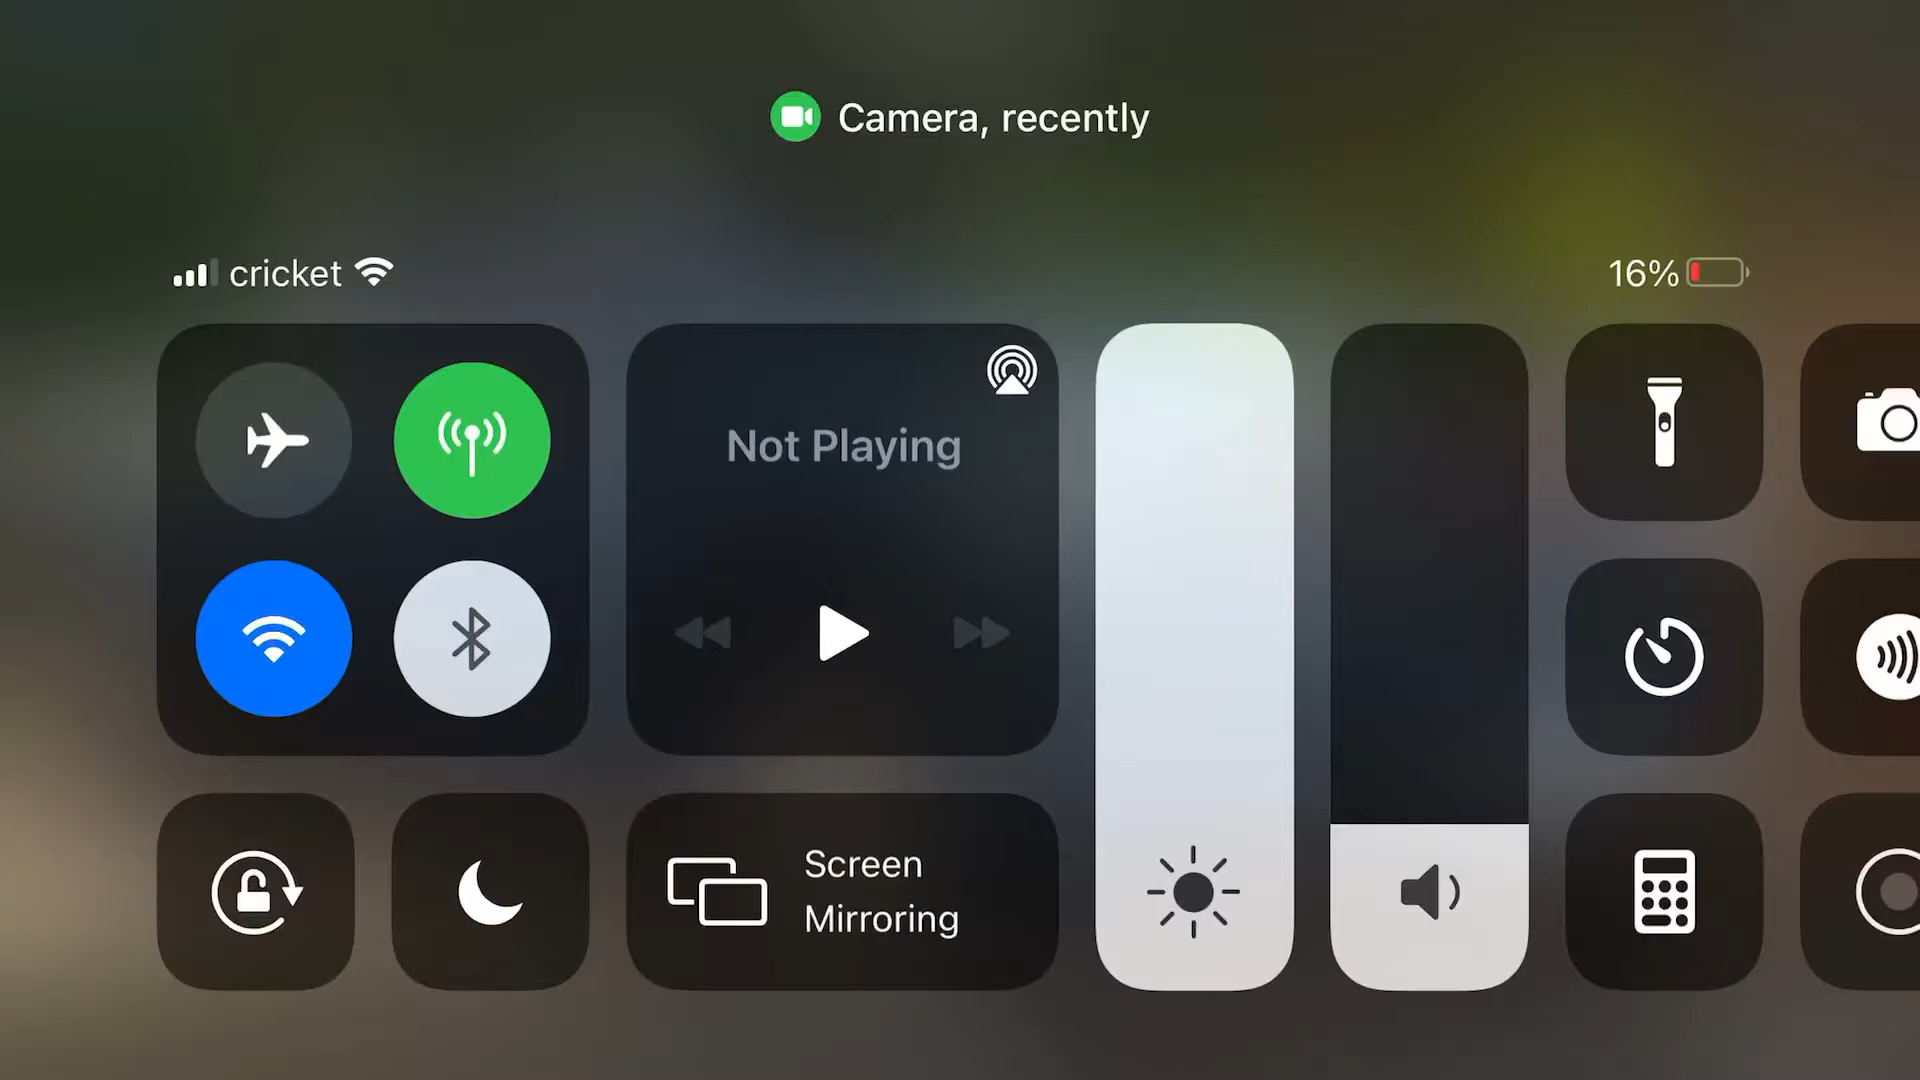 Camera, recently
cricket
16%
Not Playing
Screen
Mirroring